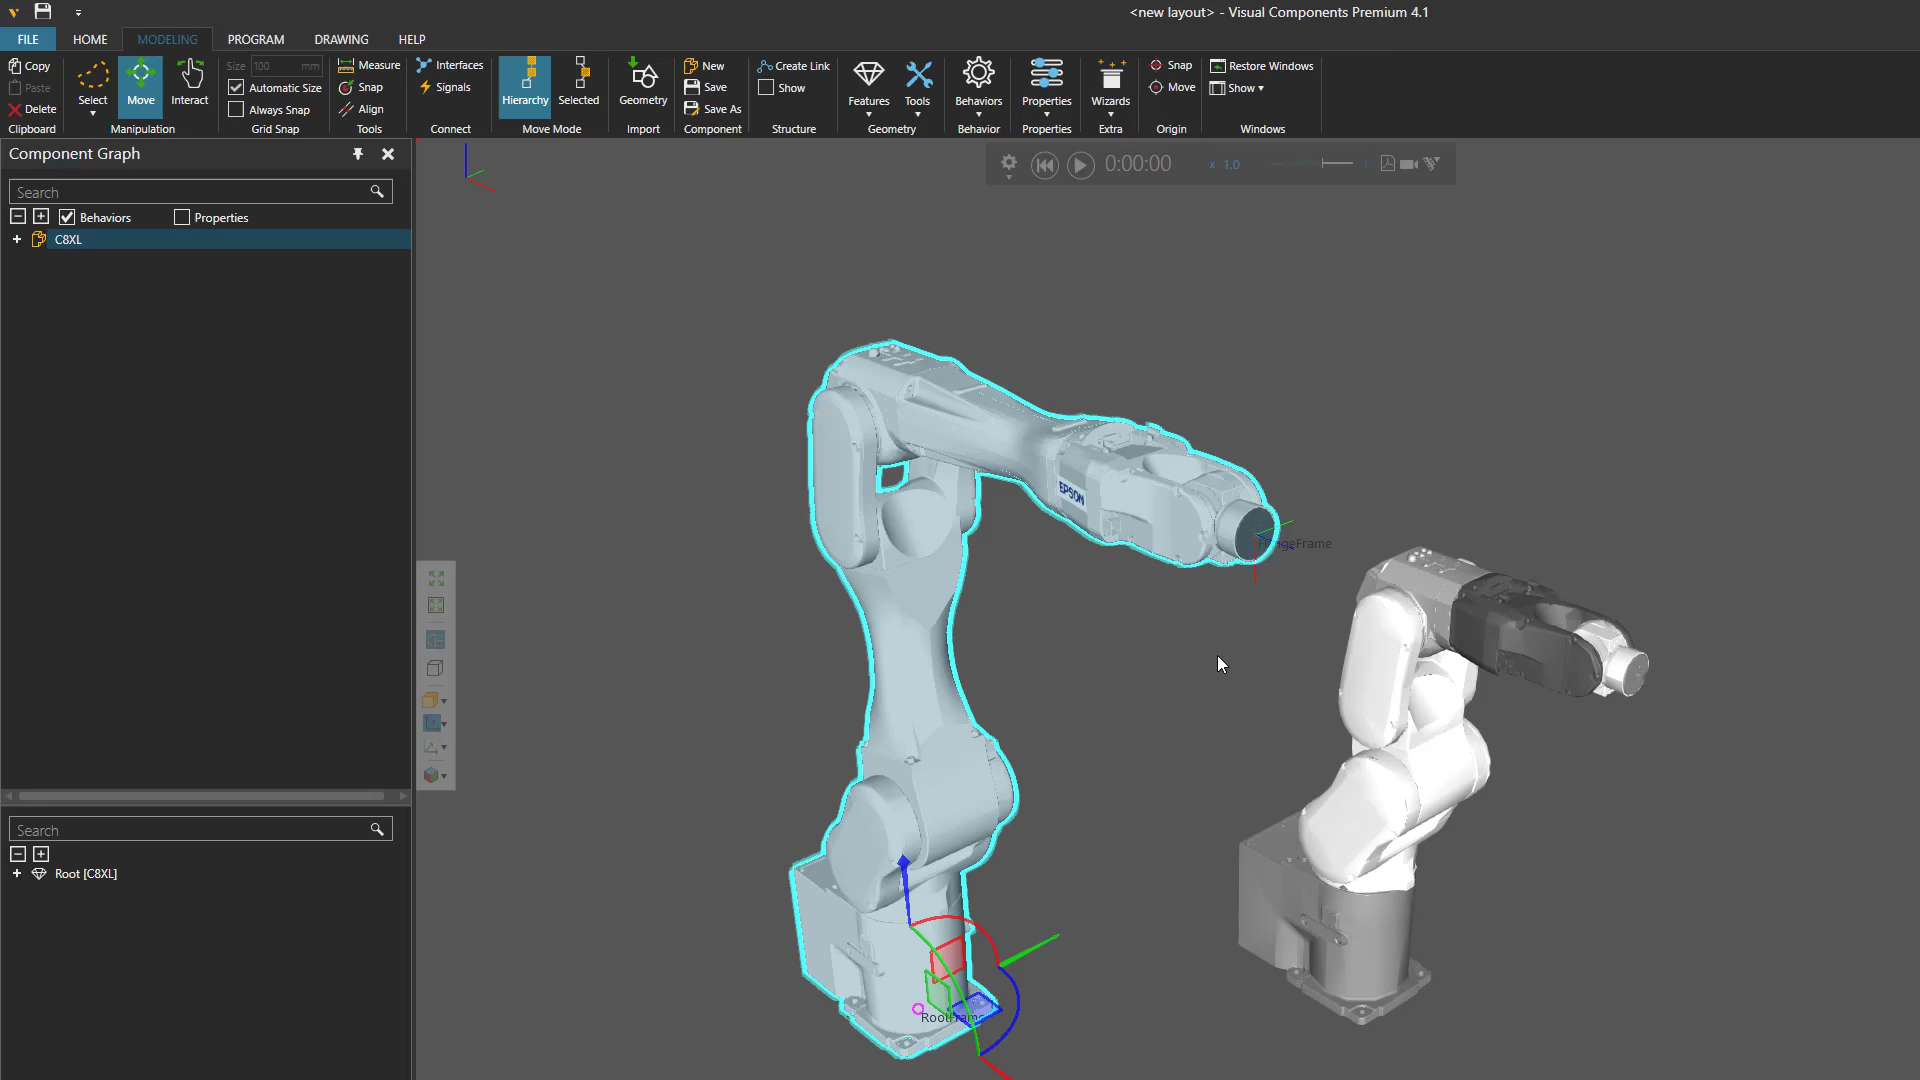 <new layout> - Visual Components Premium 4.1
FILE HOME MODELING PROGRAM DRAWING HELP
Copy
Paste
Delete
Clipboard
Select
Move
Interact
Manipulation
Size 100 mm
Automatic Size
Always Snap
Grid Snap
Measure
Snap
Align
Tools
Interfaces
Signals
Connect
Hierarchy
Selected
Move Mode
Geometry
Import
New
Save
Save As
Component
Create Link
Show
Structure
Features
Tools
Geometry
Behaviors
Behavior
Properties
Properties
Wizards
Extra
Snap
Move
Origin
Restore Windows
Show
Windows
Component Graph
Search
Behaviors
Properties
C8XL
Search
Root [C8XL]
0:00:00
x 1.0
EPSON